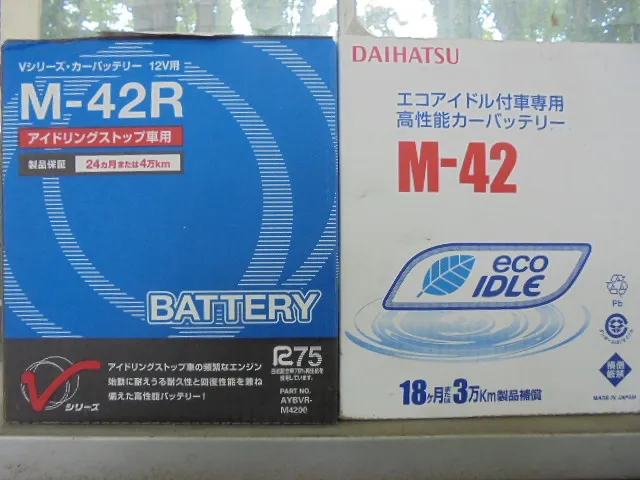 Vシリーズ・カーバッテリー 12V用
M-42R
アイドリングストップ車用
製品保証 24ヵ月または4万km
BATTERY
Vシリーズ
アイドリングストップ車の頻繁なエンジン
始動に耐えうる耐久性と回復性能を兼ね
備えた高性能バッテリー!
R75
PART NO.
AYBVR-
M4200
DAIHATSU
エコアイドル付車専用
高性能カーバッテリー
M-42
eco
IDLE
Pb
横倒
厳禁
18ヶ月または3万Km製品補償
MADE IN JAPAN